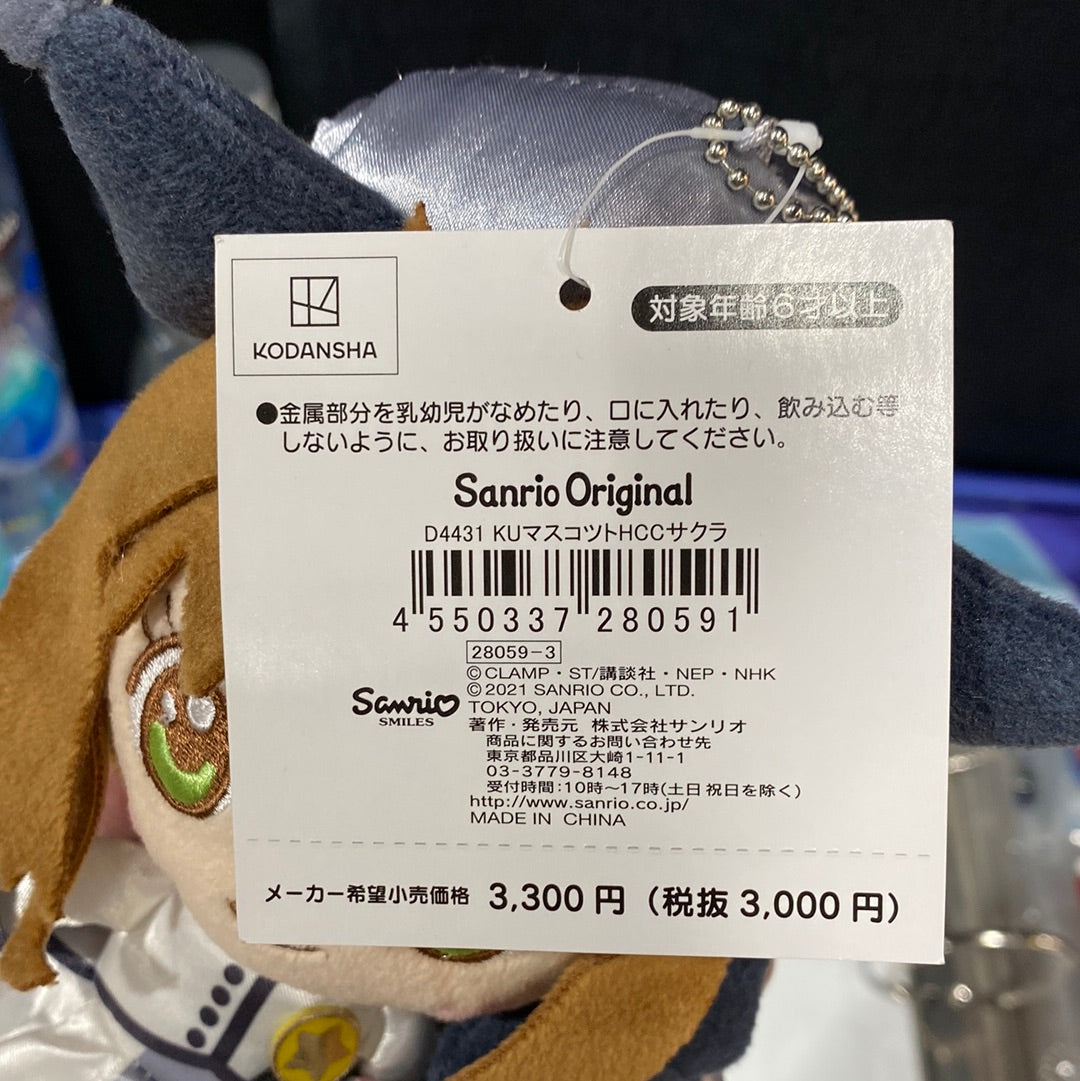 KODANSHA
対象年齢6才以上
●金属部分を乳幼児がなめたり、口に入れたり、飲み込む等
しないように、お取り扱いに注意してください。
Sanrio Original
D4431 KUマスコツトHCCサクラ
4 550337 280591
28059-3
©CLAMP・ST/講談社・NEP・NHK
©2021 SANRIO CO., LTD.
Sanrio
SMILES
TOKYO, JAPAN
著作・発売元 株式会社サンリオ
商品に関するお問い合わせ先
東京都品川区大崎1-11-1
03-3779-8148
受付時間:10時～17時(土日 祝日を除く)
http://www.sanrio.co.jp/
MADE IN CHINA
メーカー希望小売価格 3,300 円 (税抜 3,000 円)